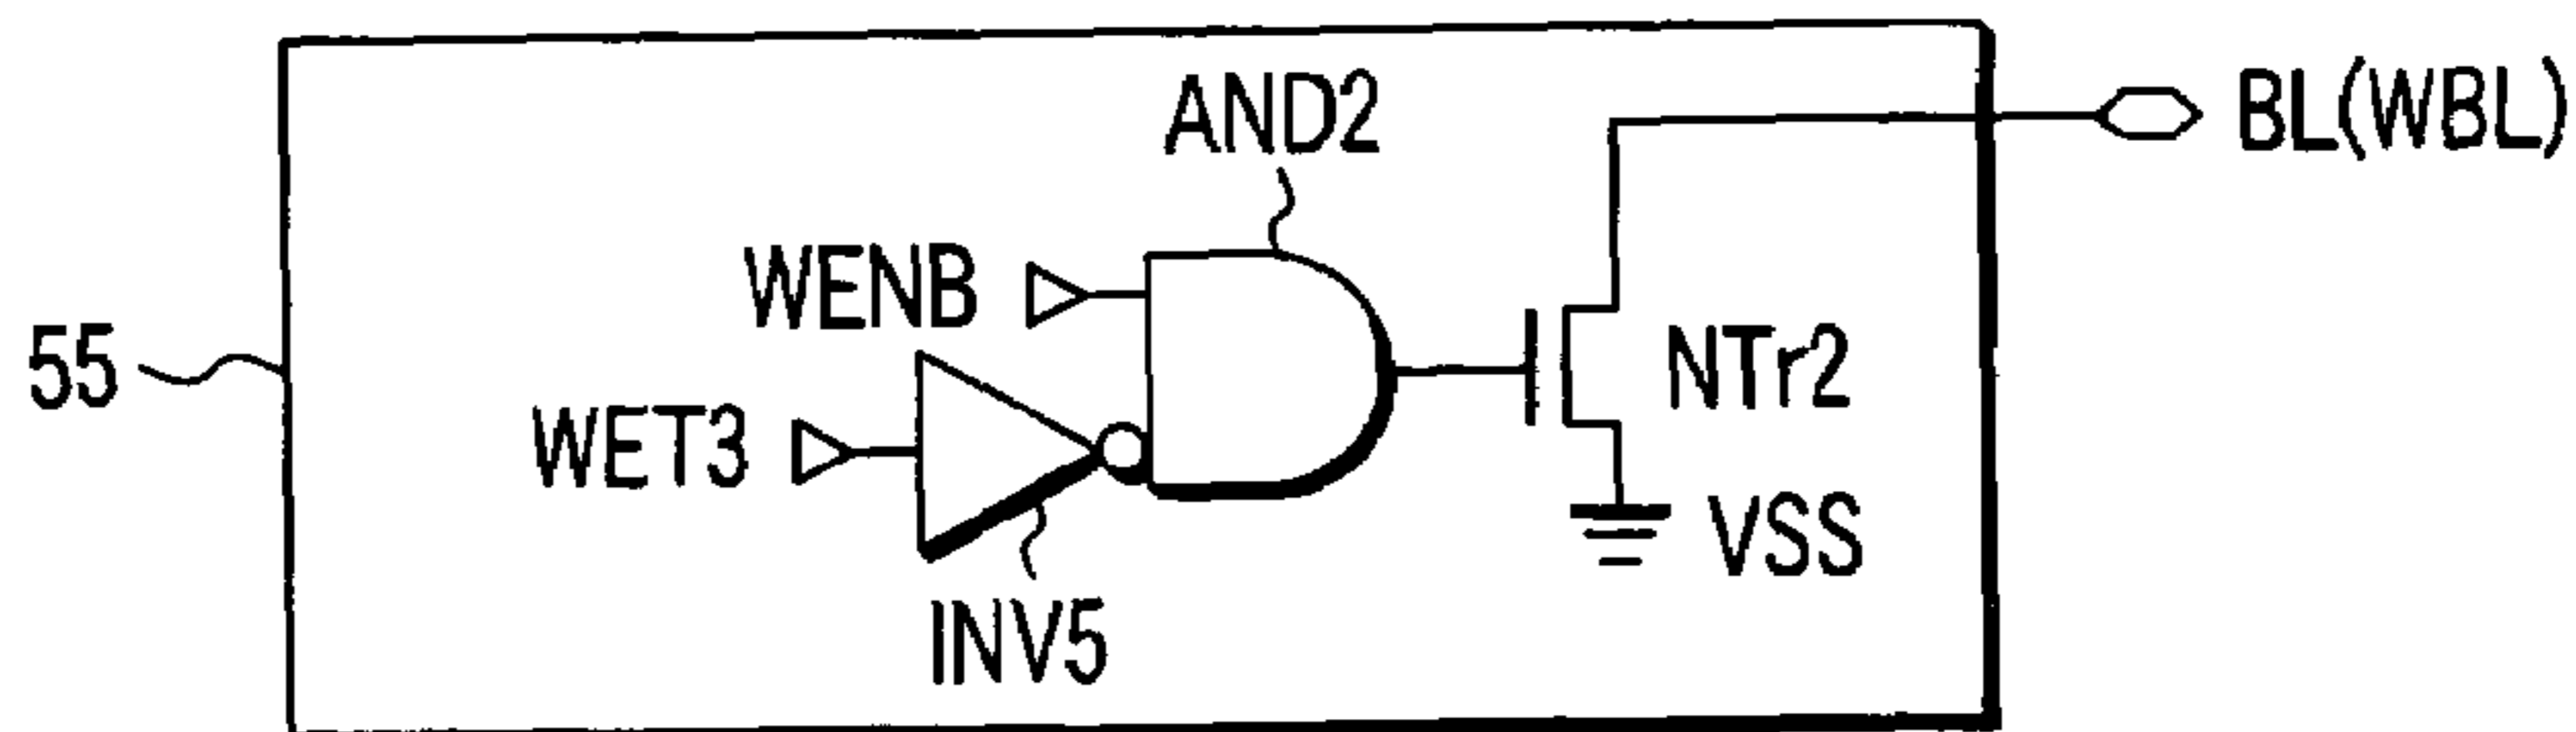 AND2
BL(WBL)
WENB
55
NTr2
WET3
VSS
INV5